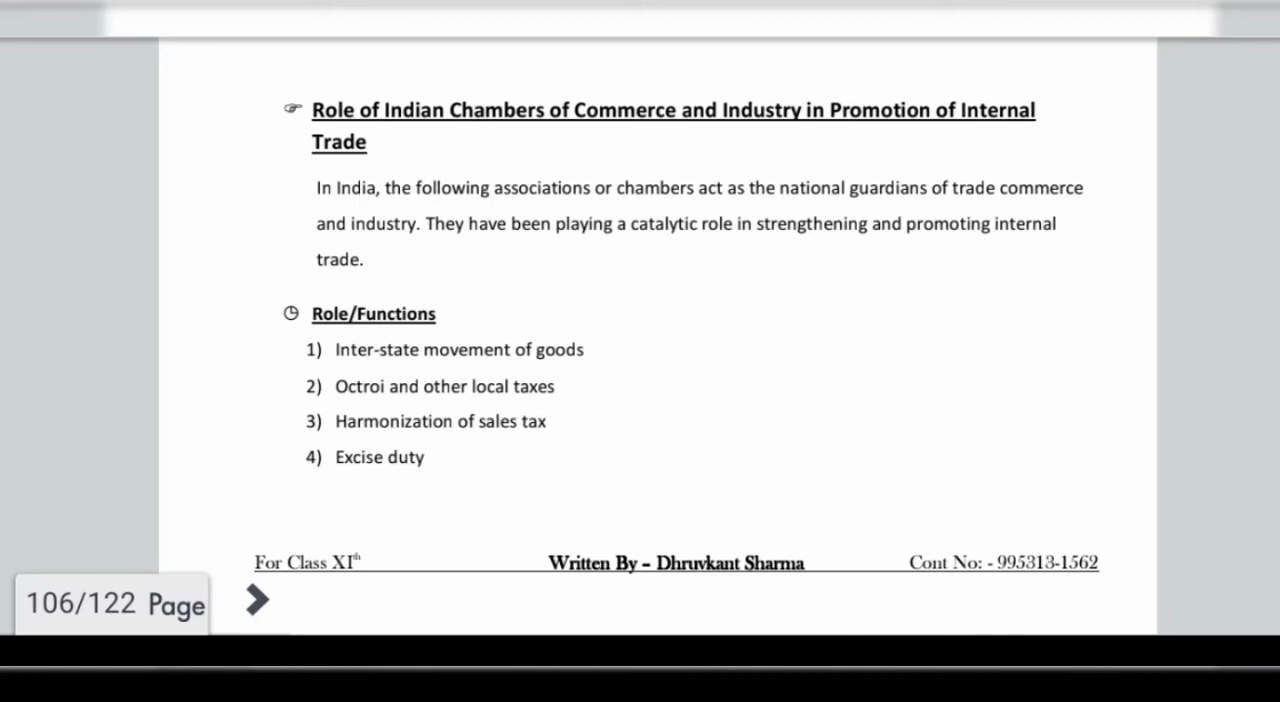 Role of Indian Chambers of Commerce and Industry in Promotion of Internal
Trade
In India, the following associations or chambers act as the national guardians of trade commerce
and industry. They have been playing a catalytic role in strengthening and promoting internal
trade.
Role/Functions
1) Inter-state movement of goods
2) Octroi and other local taxes
3) Harmonization of sales tax
4) Excise duty
For Class XIth Written By – Dhruvkant Sharma Cont No: - 995313-1562
106/122 Page